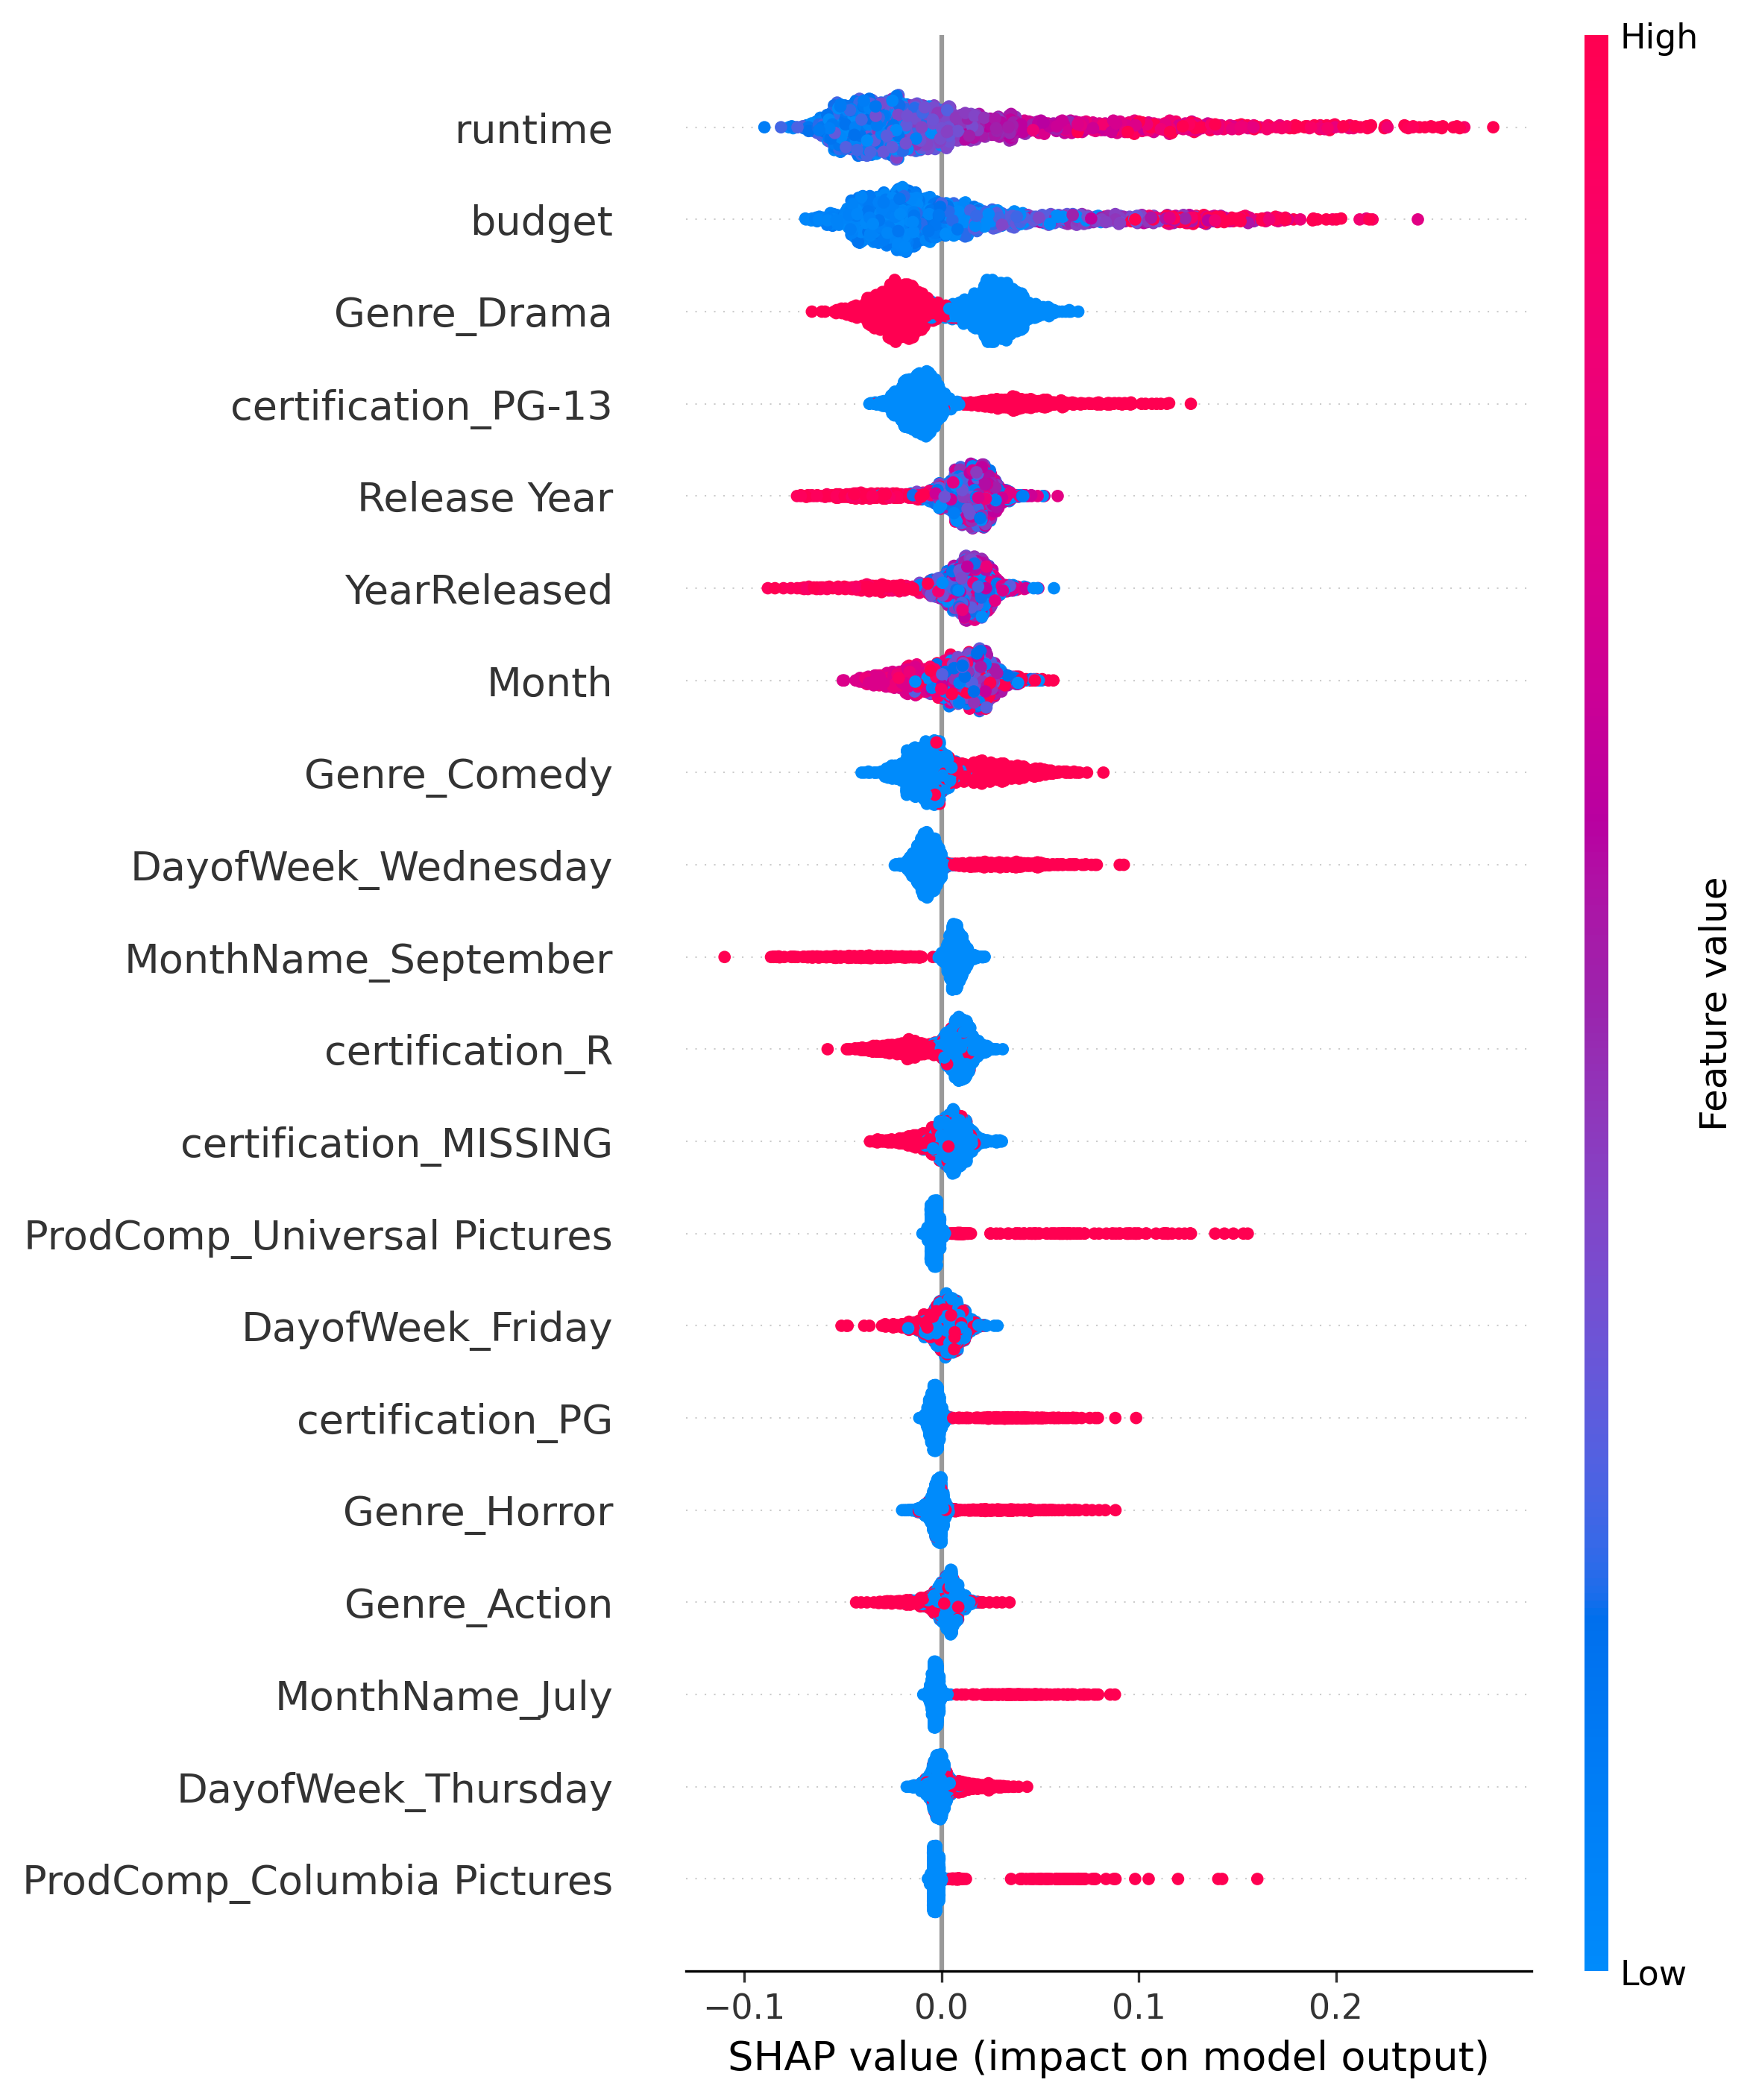 High
runtime
budget
Genre_Drama
certification_PG-13
Release Year
YearReleased
Month
Genre_Comedy
DayofWeek_Wednesday
MonthName_September
certification_R
certification_MISSING
ProdComp_Universal Pictures
DayofWeek_Friday
certification_PG
Genre_Horror
Genre_Action
MonthName_July
DayofWeek_Thursday
ProdComp_Columbia Pictures
Feature value
Low
−0.1 0.0 0.1 0.2
SHAP value (impact on model output)